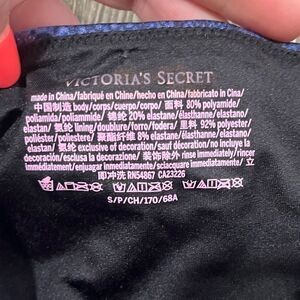 VICTORIA'S SECRET
made in China/fabriqué en Chine/hecho en China/fabricado in Cina/
中国制造 body/corps/cuerpo/corpo/ 面料 80% polyamide/
poliamida/poliammide/ 锦纶 20% elastane/élasthanne/elastano/
elastan/ 氨纶 lining/doublure/forro/fodera/ 里料 92% polyester/
poliéster/poliestere/ 聚酯纤维 8% elastane/élasthanne/elastano/
elastan/ 氨纶 exclusive of decoration/sauf décoration/no incluye la
decoración/esclusa la decorazion/ 装饰除外 rinse immediately/rincer
immédiatement/enjuagar inmediatamente/sciacquare immediatamente/ 立
即冲洗 RN54867 CA23226
S/P/CH/170/68A